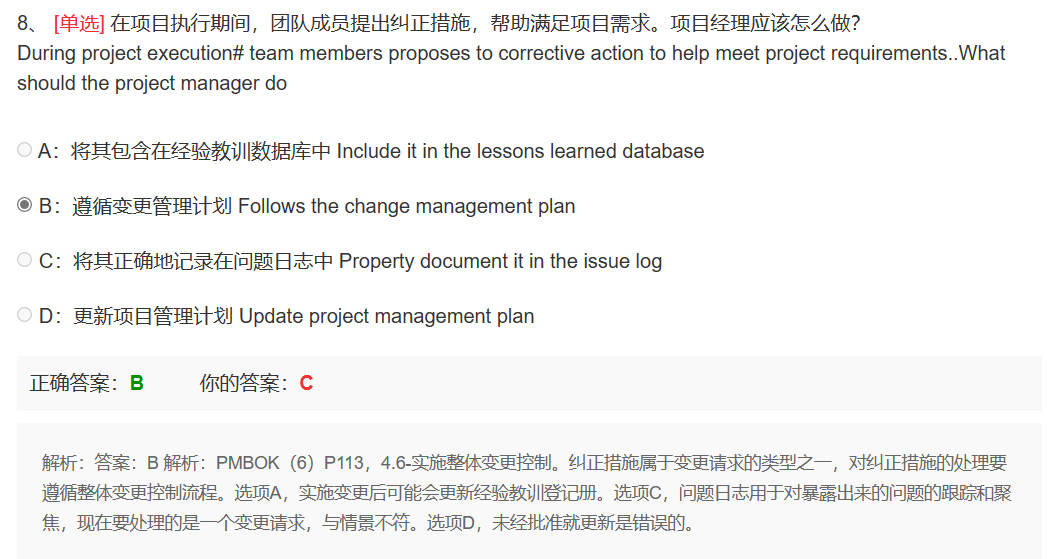 8、 [单选] 在项目执行期间，团队成员提出纠正措施，帮助满足项目需求。项目经理应该怎么做?
During project execution# team members proposes to corrective action to help meet project requirements..What
should the project manager do
A：将其包含在经验教训数据库中 Include it in the lessons learned database
B：遵循变更管理计划 Follows the change management plan
C：将其正确地记录在问题日志中 Property document it in the issue log
D：更新项目管理计划 Update project management plan
正确答案：B 你的答案：C
解析：答案：B 解析：PMBOK（6）P113，4.6-实施整体变更控制。纠正措施属于变更请求的类型之一，对纠正措施的处理要
遵循整体变更控制流程。选项A，实施变更后可能会更新经验教训登记册。选项C，问题日志用于对暴露出来的问题的跟踪和聚
焦，现在要处理的是一个变更请求，与情景不符。选项D，未经批准就更新是错误的。